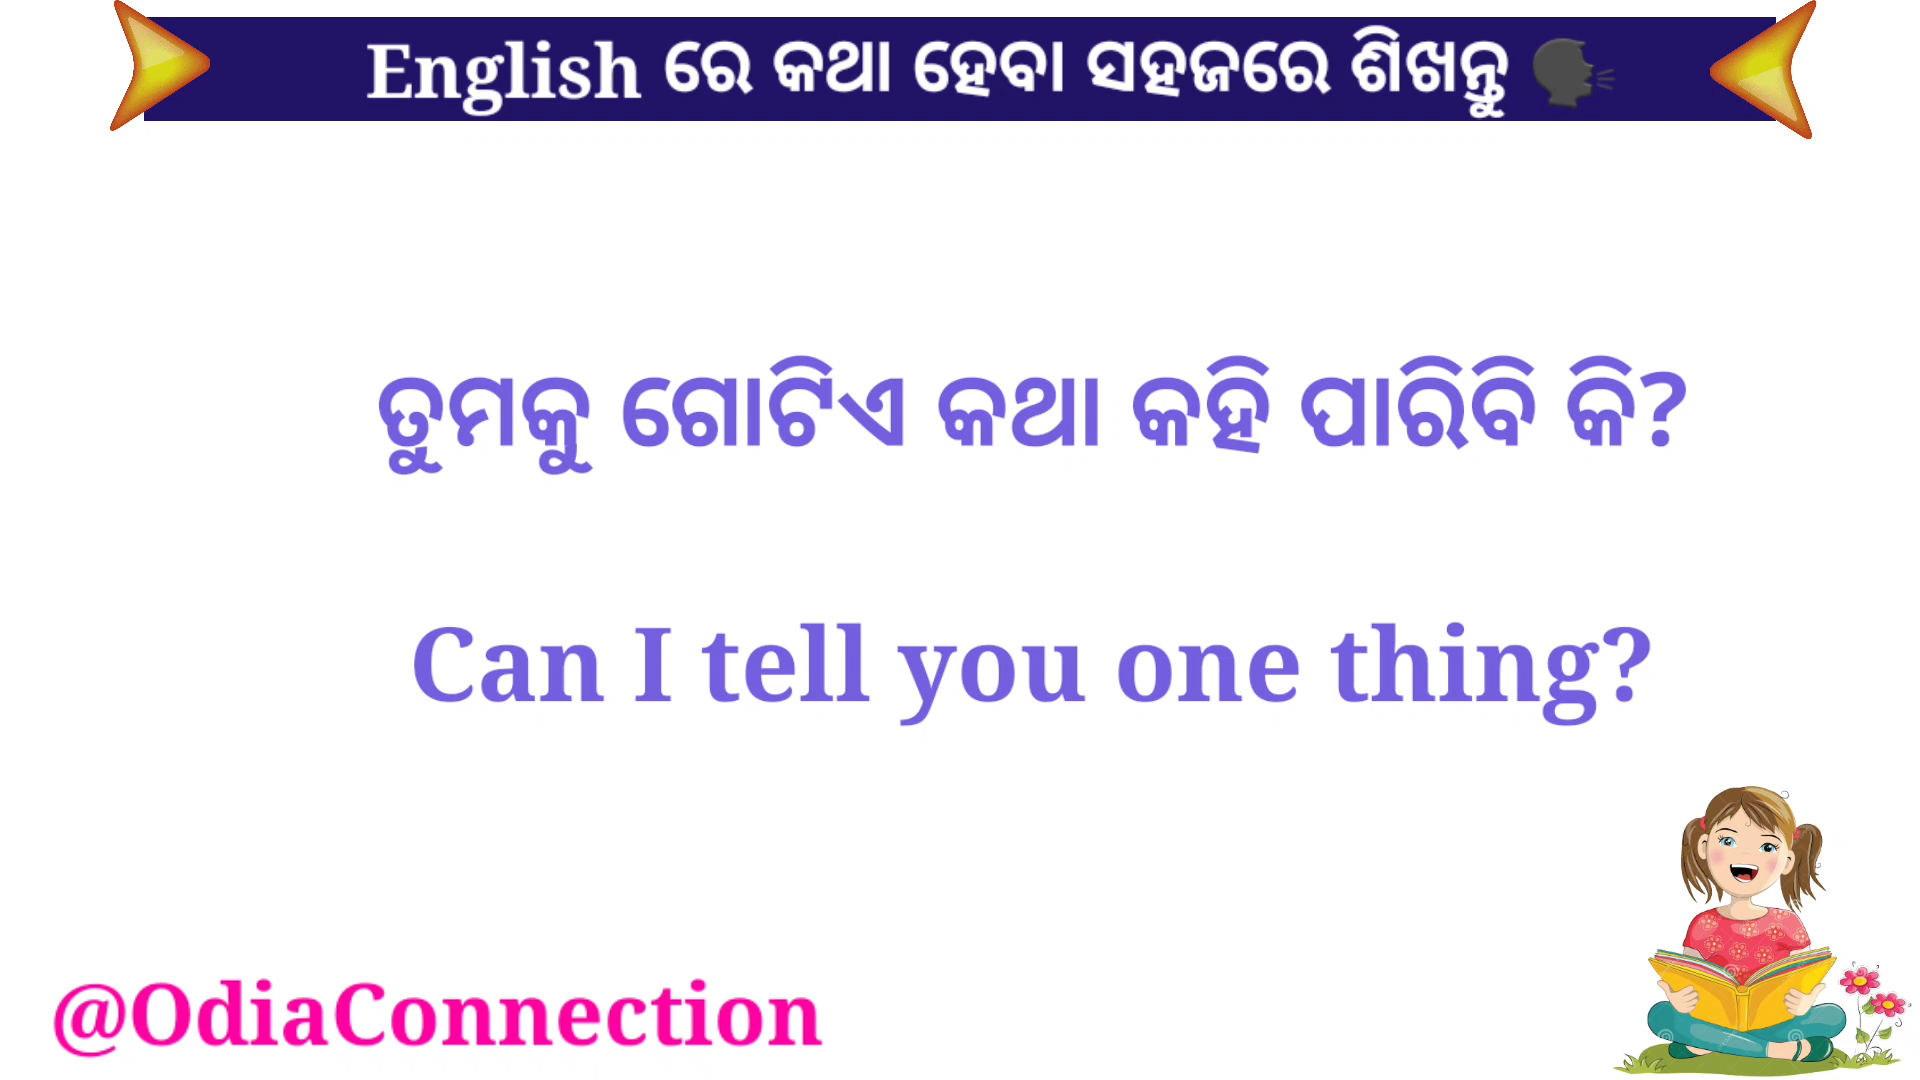 English ରେ କଥା ହେବା ସହଜରେ ଶିଖନ୍ତୁ 🗣
ତୁମକୁ ଗୋଟିଏ କଥା କହି ପାରିବି କି?
Can I tell you one thing?
@OdiaConnection